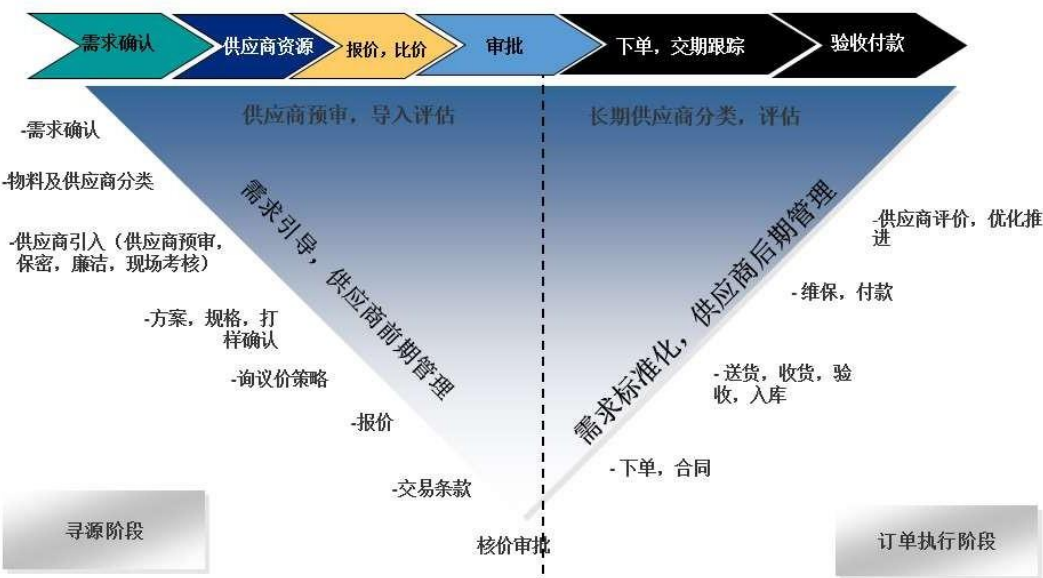 需求确认
供应商资源
报价，比价
审批
下单，交期跟踪
验收付款
供应商预审，导入评估
长期供应商分类，评估
-需求确认
-物料及供应商分类
-供应商引入（供应商预审，
保密，廉洁，现场考核）
-方案，规格，打
样确认
-询议价策略
-报价
-交易条款
需求引导，供应商前期管理
核价审批
需求标准化，供应商后期管理
-供应商评价，优化推
进
- 维保，付款
- 送货，收货，验
收，入库
- 下单，合同
寻源阶段
订单执行阶段